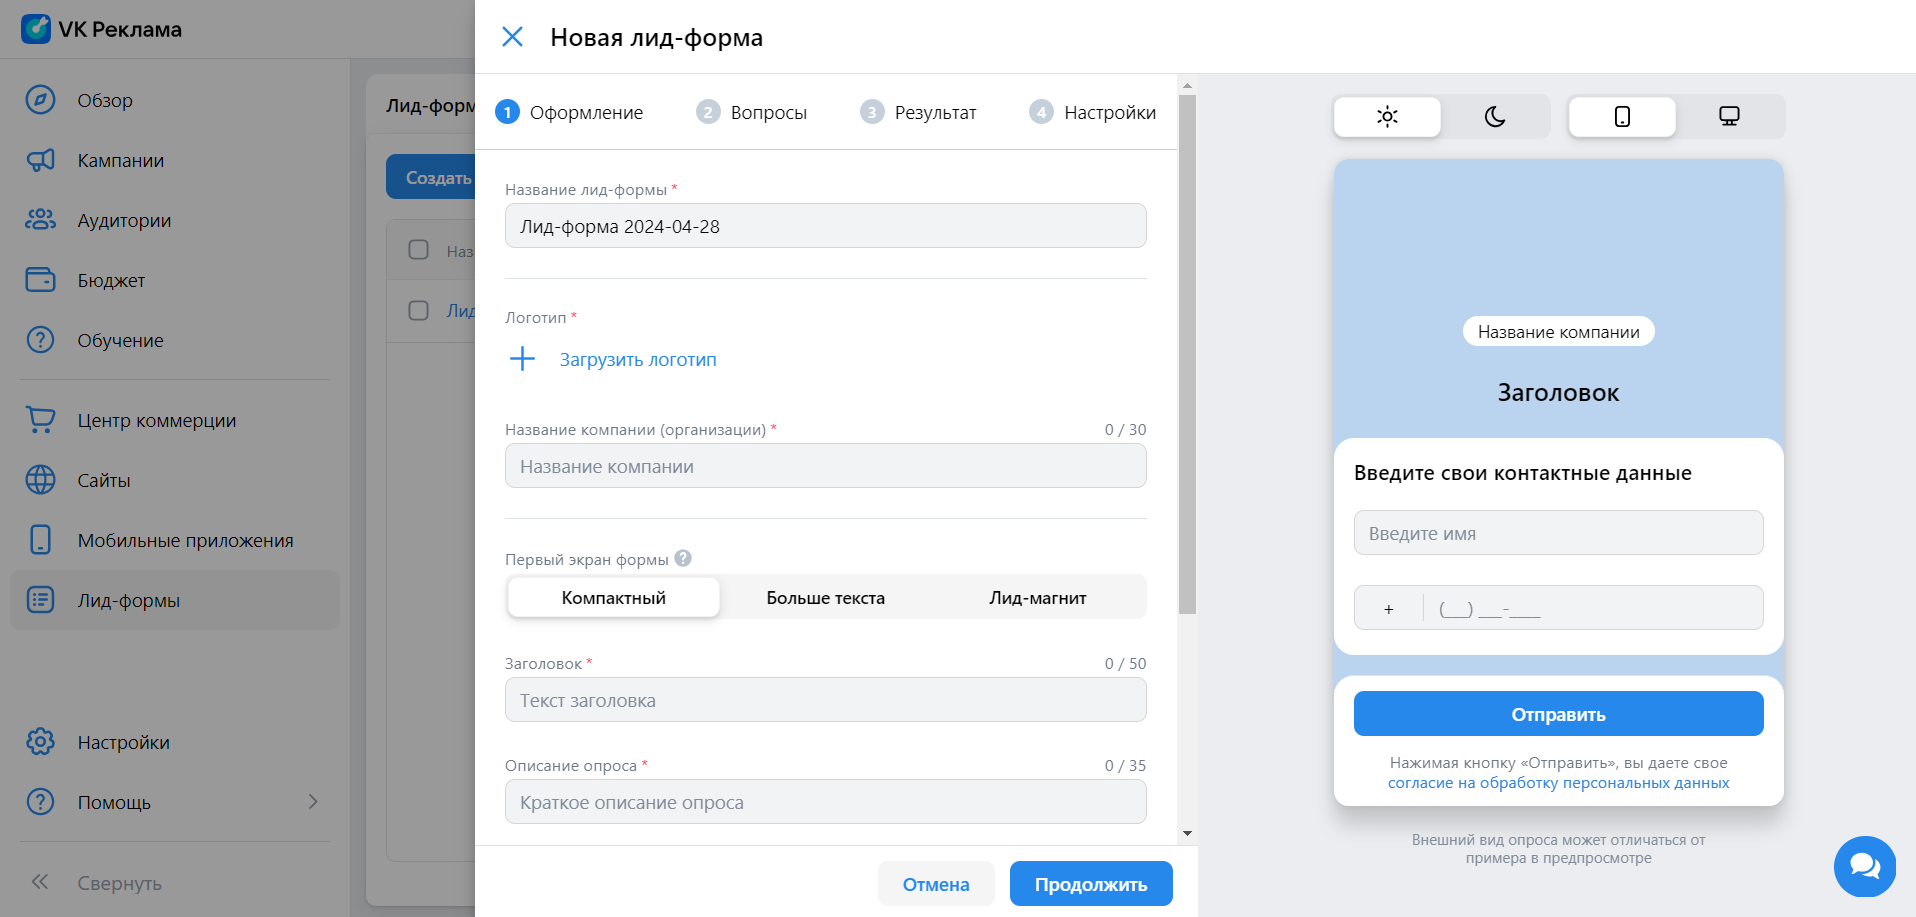 VK Реклама
Обзор
Кампании
Аудитории
Бюджет
Обучение
Центр коммерции
Сайты
Мобильные приложения
Лид-формы
Настройки
Помощь
Свернуть
Лид-форм
Создать
Наз
Лид
Новая лид-форма
1 Оформление
2 Вопросы
3 Результат
4 Настройки
Название лид-формы *
Лид-форма 2024-04-28
Логотип *
Загрузить логотип
Название компании (организации) * 0 / 30
Название компании
Первый экран формы ?
Компактный Больше текста Лид-магнит
Заголовок * 0 / 50
Текст заголовка
Описание опроса * 0 / 35
Краткое описание опроса
Отмена Продолжить
Название компании
Заголовок
Введите свои контактные данные
Введите имя
+ (__) __-___
Отправить
Нажимая кнопку «Отправить», вы даете свое
согласие на обработку персональных данных
Внешний вид опроса может отличаться от
примера в предпросмотре